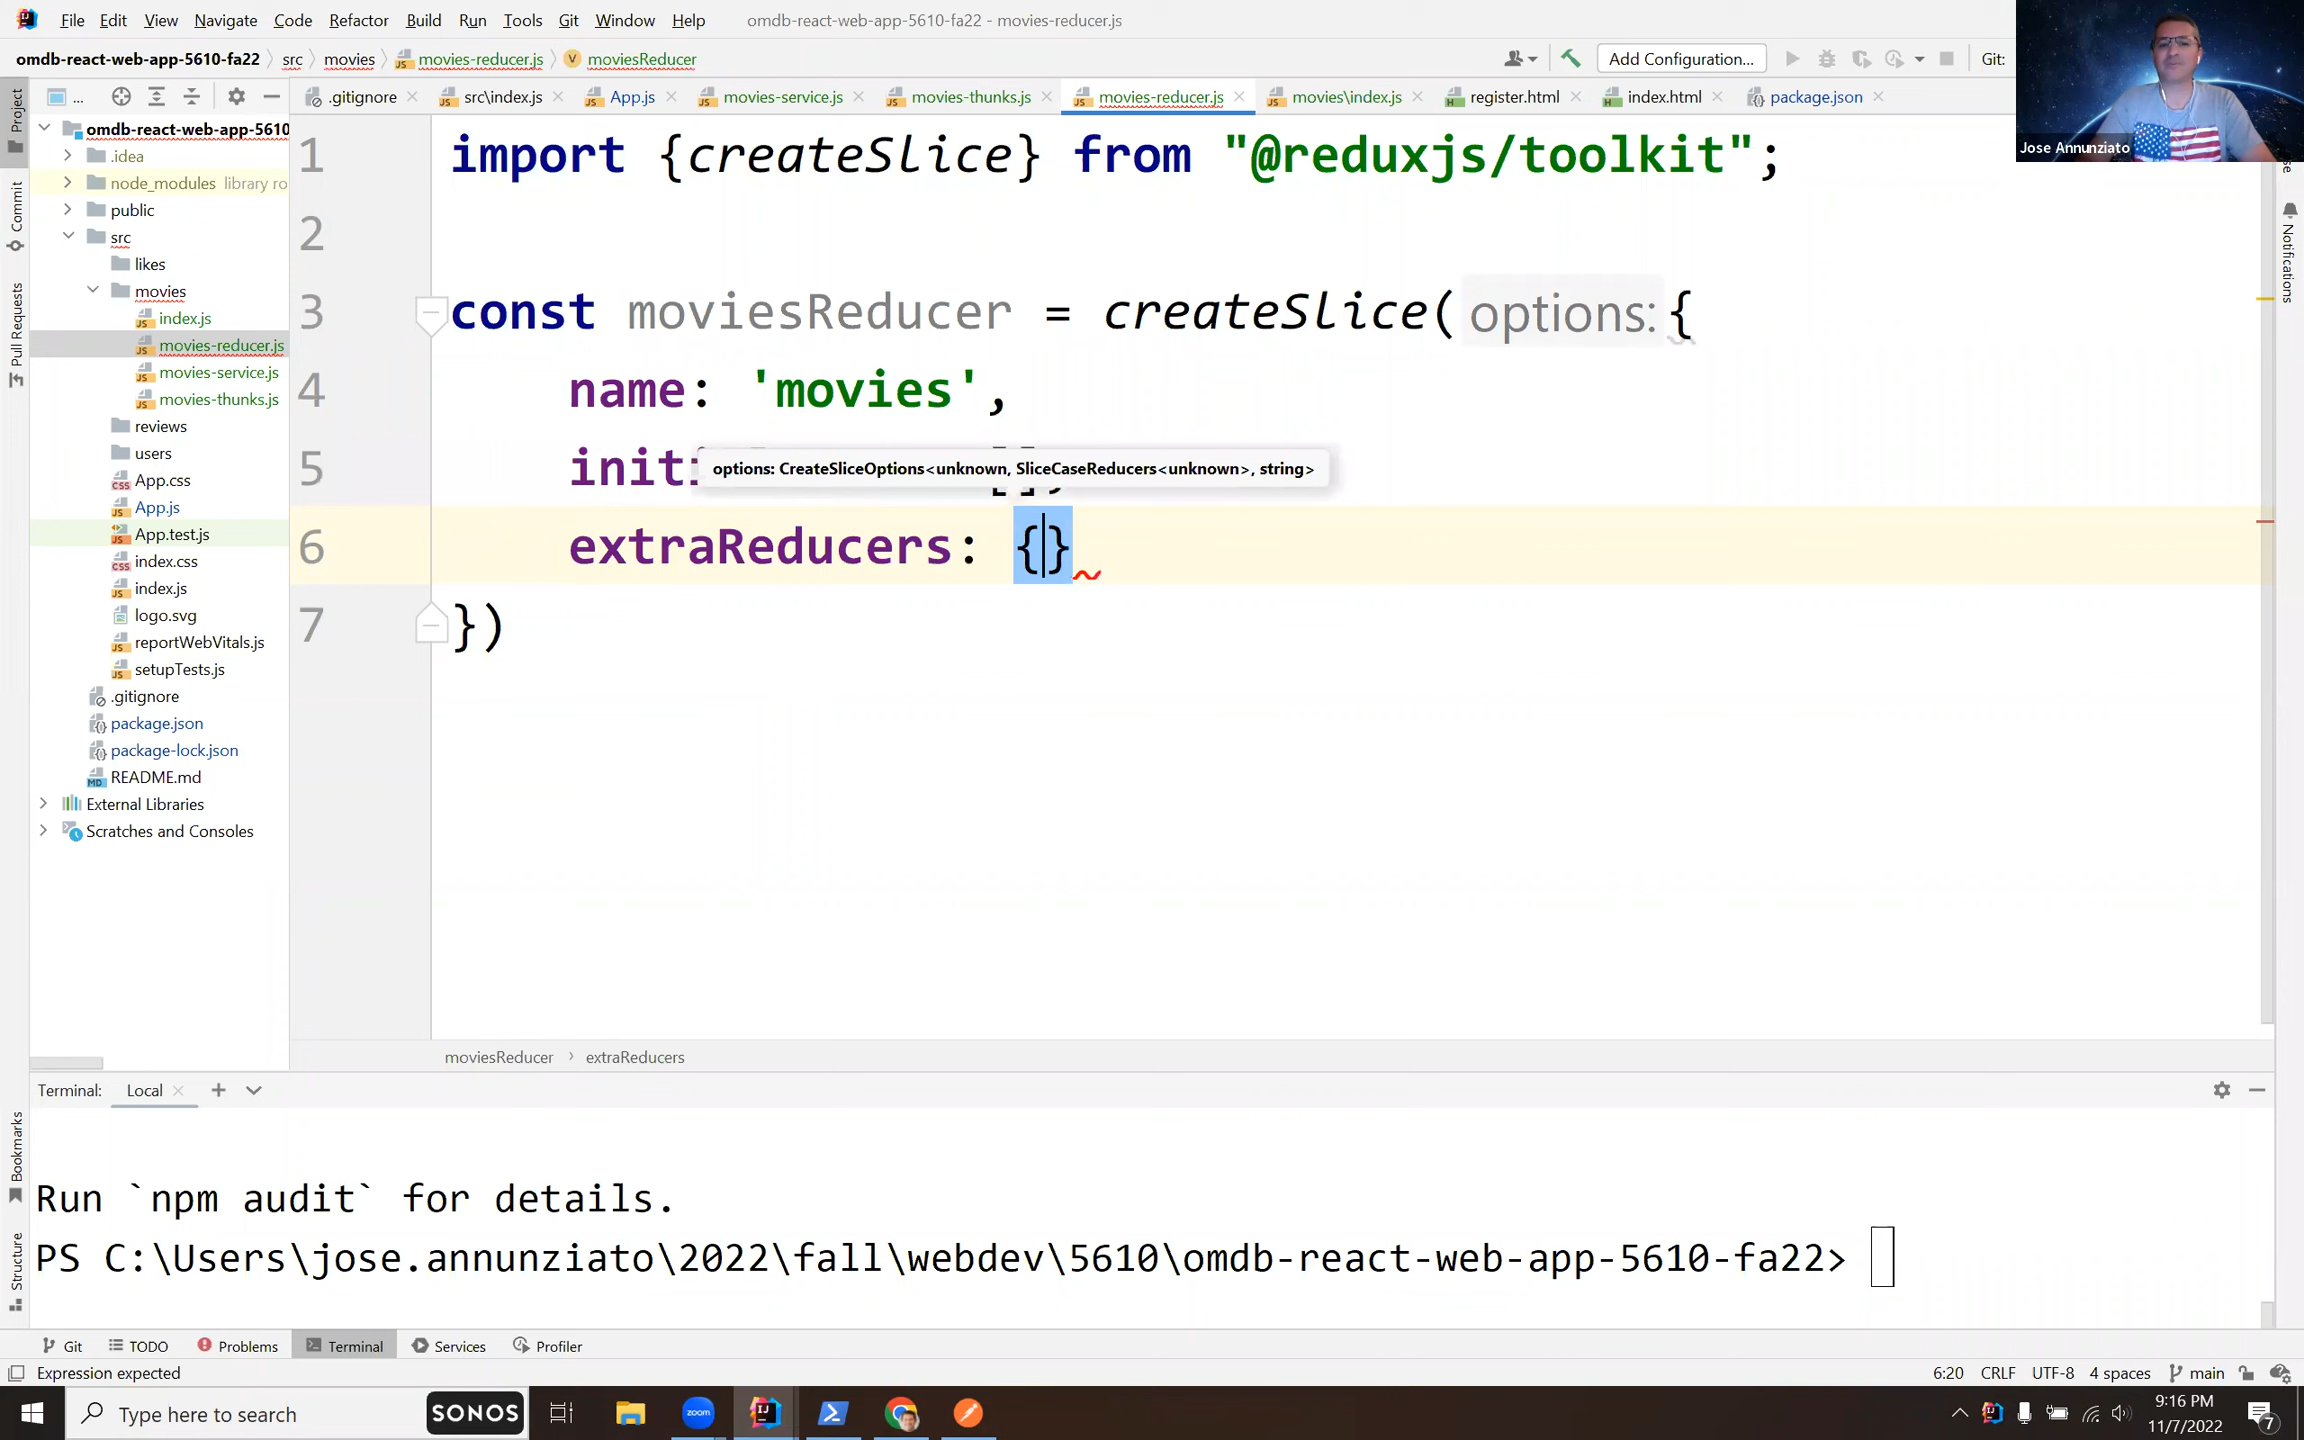 File Edit View Navigate Code Refactor Build Run Tools Git Window Help omdb-react-web-app-5610-fa22 - movies-reducer.js
omdb-react-web-app-5610-fa22 src movies movies-reducer.js moviesReducer Add Configuration... Git:
... .gitignore src\index.js App.js movies-service.js movies-thunks.js movies-reducer.js movies\index.js register.html index.html package.json
Jose Annunziato
Project
Commit
Pull Requests
Bookmarks
Structure
Notifications
omdb-react-web-app-5610
.idea
node_modules library ro
public
src
likes
movies
index.js
movies-reducer.js
movies-service.js
movies-thunks.js
reviews
users
App.css
App.js
App.test.js
index.css
index.js
logo.svg
reportWebVitals.js
setupTests.js
.gitignore
package.json
package-lock.json
README.md
External Libraries
Scratches and Consoles
1 import {createSlice} from "@reduxjs/toolkit";
2
3 const moviesReducer = createSlice( options: {
4 name: 'movies',
5 initi
options: CreateSliceOptions<unknown, SliceCaseReducers<unknown>, string>
6 extraReducers: {}
7 })
moviesReducer extraReducers
Terminal: Local
Run `npm audit` for details.
PS C:\Users\jose.annunziato\2022\fall\webdev\5610\omdb-react-web-app-5610-fa22>
Git TODO Problems Terminal Services Profiler
Expression expected 6:20 CRLF UTF-8 4 spaces main
Type here to search SONOS zoom 9:16 PM
11/7/2022 7